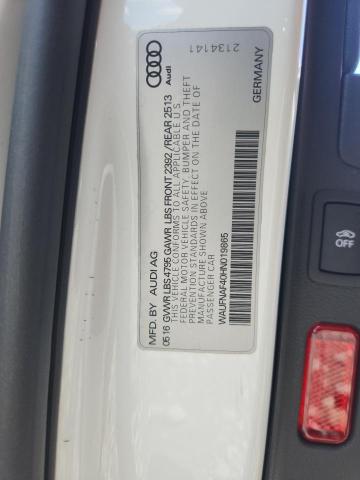 MFD. BY AUDI AG
05.16 GVWR LBS 4795 GAWR LBS FRONT 2392 / REAR 2513
THIS VEHICLE CONFORMS TO ALL APPLICABLE U.S.
FEDERAL MOTOR VEHICLE SAFETY, BUMPER AND THEFT
PREVENTION STANDARDS IN EFFECT ON THE DATE OF
MANUFACTURE SHOWN ABOVE.
PASSENGER CAR
WAUFNAF40HN019865
GERMANY
Audi
2134141
OFF